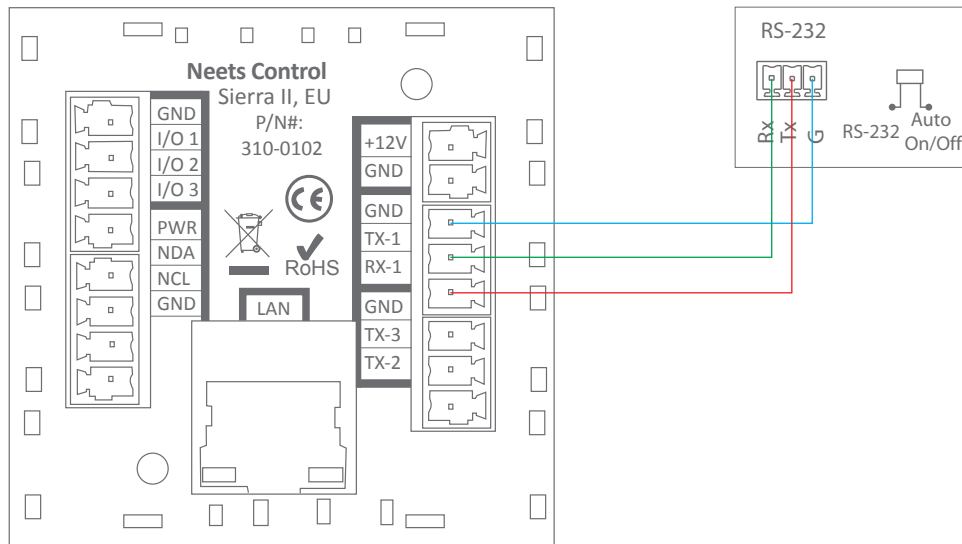 Neets Control
Sierra II, EU
P/N#:
310-0102
GND
I/O 1
I/O 2
I/O 3
PWR
NDA
NCL
GND
CE
RoHS
LAN
+12V
GND
GND
TX-1
RX-1
GND
TX-3
TX-2
RS-232
Rx
Tx
G
RS-232
Auto
On/Off